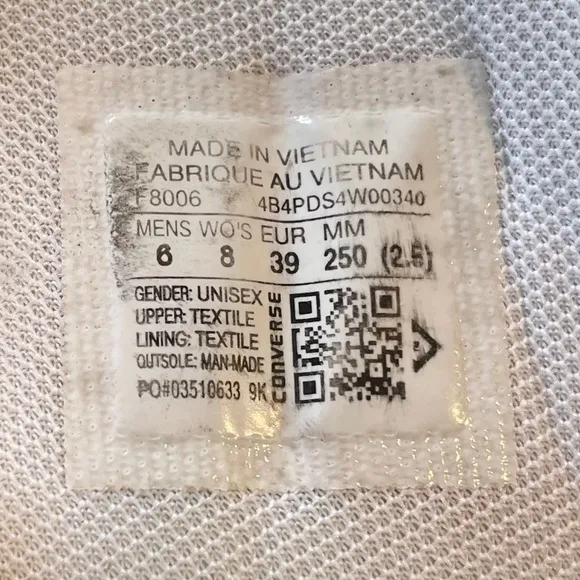 MADE IN VIETNAM
FABRIQUE AU VIETNAM
F8006 4B4PDS4W00340
MENS WO'S EUR MM
6 8 39 250 (2.5)
GENDER: UNISEX
UPPER: TEXTILE
LINING: TEXTILE
OUTSOLE: MAN-MADE
PO#03510633 9K
CONVERSE